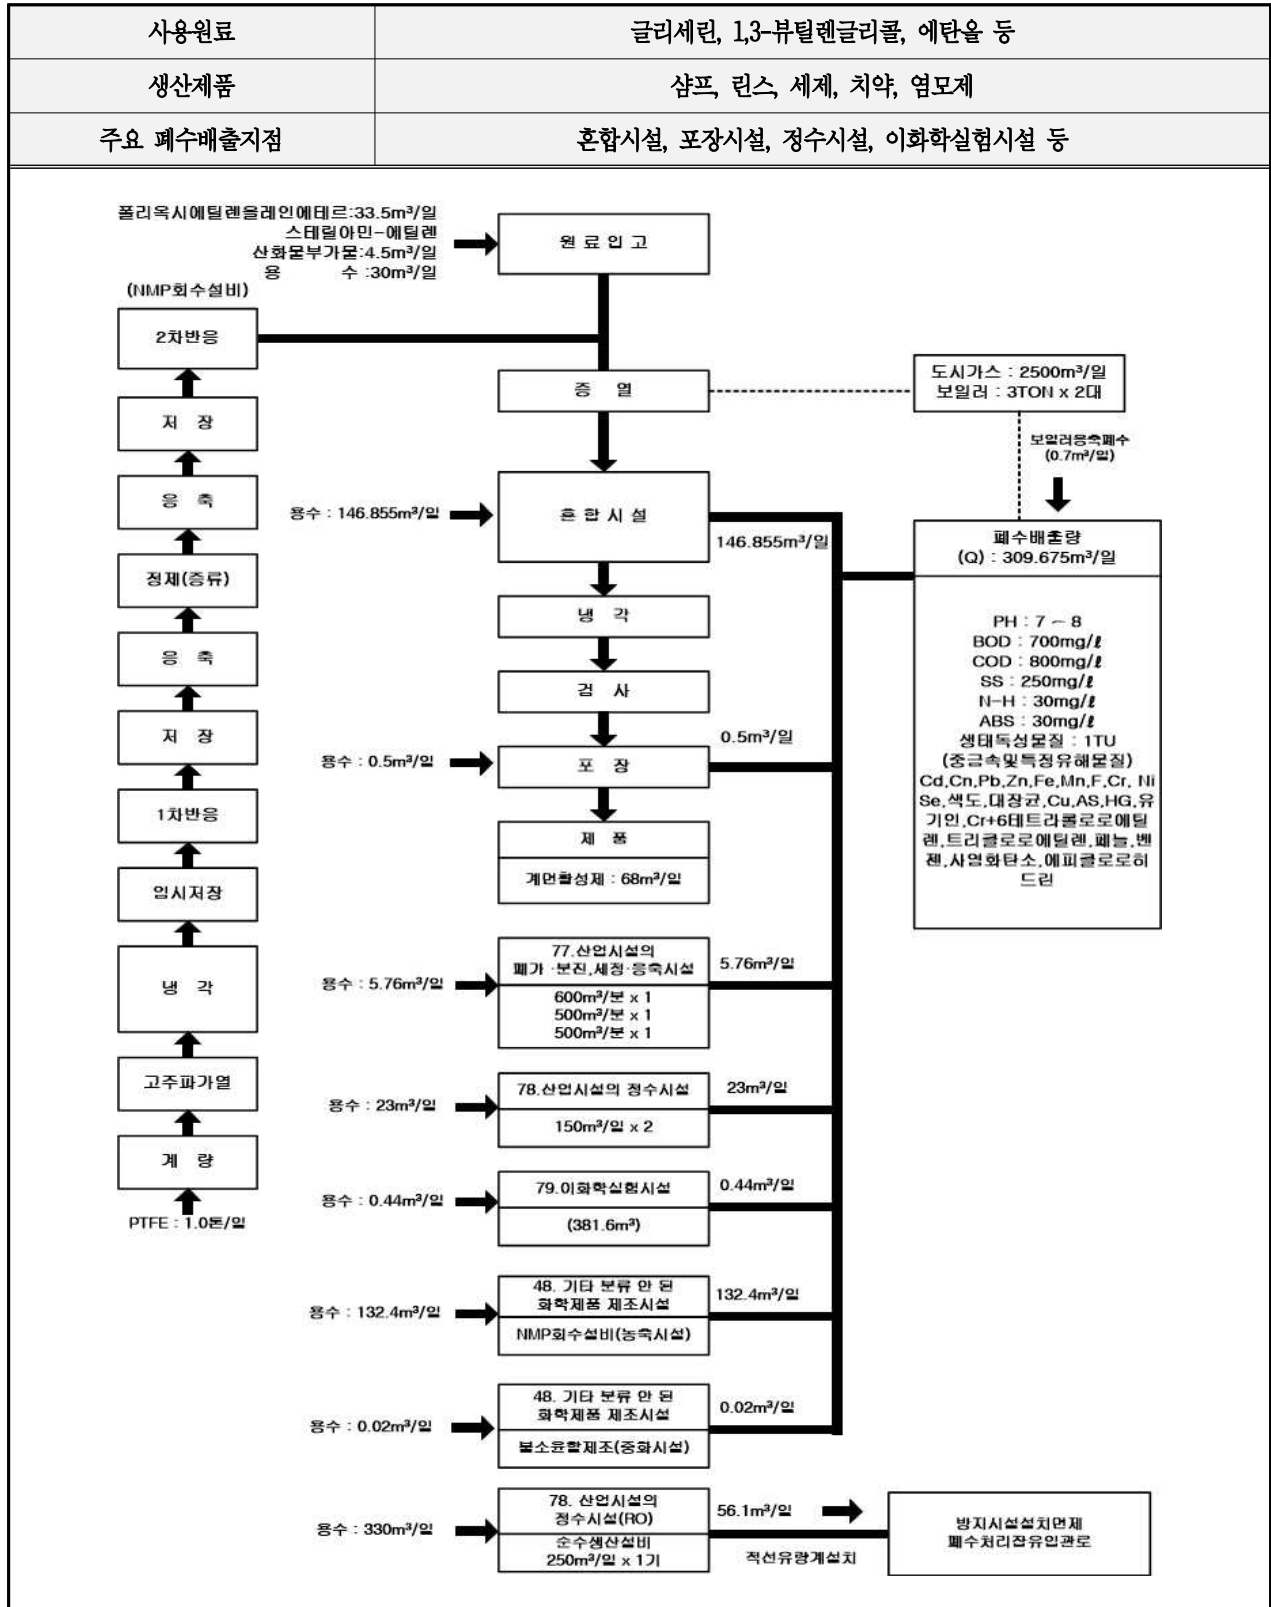 사용원료 글리세린, 1,3-뷰틸렌글리콜, 에탄올 등
생산제품 샴프, 린스, 세제, 치약, 염모제
주요 폐수배출지점 혼합시설, 포장시설, 정수시설, 이화학실험시설 등
폴리옥시에틸렌올레인에테르:33.5m³/일
스테릴아민-에틸렌
산화물부가물:4.5m³/일
용 수 :30m³/일
원료입고
(NMP회수설비)
2차반응
저 장
응 축
정제(증류)
응 축
저 장
1차반응
임시저장
냉 각
고주파가열
계 량
PTFE : 1.0톤/일
증 열
도시가스 : 2500m³/일
보일러 : 3TON x 2대
보일러응축폐수
(0.7m³/일)
용수 : 146.855m³/일
혼합시설
146.855m³/일
폐수배출량
(Q) : 309.675m³/일
PH : 7 ~ 8
BOD : 700mg/ℓ
COD : 800mg/ℓ
SS : 250mg/ℓ
N-H : 30mg/ℓ
ABS : 30mg/ℓ
생태독성물질 : 1TU
(중금속및특정유해물질)
Cd,Cn,Pb,Zn,Fe,Mn,F,Cr, Ni
Se,색도,대장균,Cu,AS,HG,유
기인,Cr+6테트라클로로에틸
렌,트리클로로에틸렌,페놀,벤
젠,사염화탄소,에피클로로히
드린
냉 각
검 사
용수 : 0.5m³/일
포 장
0.5m³/일
제 품
계면활성제 : 68m³/일
용수 : 5.76m³/일
77.산업시설의
폐가·분진,세정·응축시설
600m³/분 x 1
500m³/분 x 1
500m³/분 x 1
5.76m³/일
용수 : 23m³/일
78.산업시설의 정수시설
150m³/일 x 2
23m³/일
용수 : 0.44m³/일
79.이화학실험시설
(381.6m³)
0.44m³/일
용수 : 132.4m³/일
48. 기타 분류 안 된
화학제품 제조시설
NMP회수설비(농축시설)
132.4m³/일
용수 : 0.02m³/일
48. 기타 분류 안 된
화학제품 제조시설
불소윤활제조(중화시설)
0.02m³/일
용수 : 330m³/일
78. 산업시설의
정수시설(RO)
순수생산설비
250m³/일 x 1기
56.1m³/일
적선유량계설치
방지시설설치면제
폐수처리잡유입관로